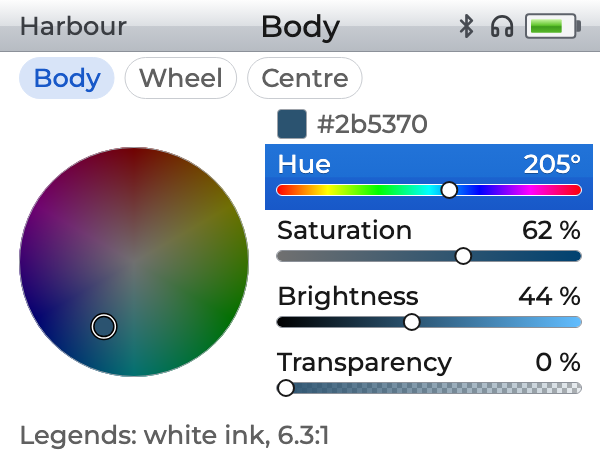 Harbour
Body
Body
Wheel
Centre
#2b5370
Hue 205°
Saturation 62 %
Brightness 44 %
Transparency 0 %
Legends: white ink, 6.3:1